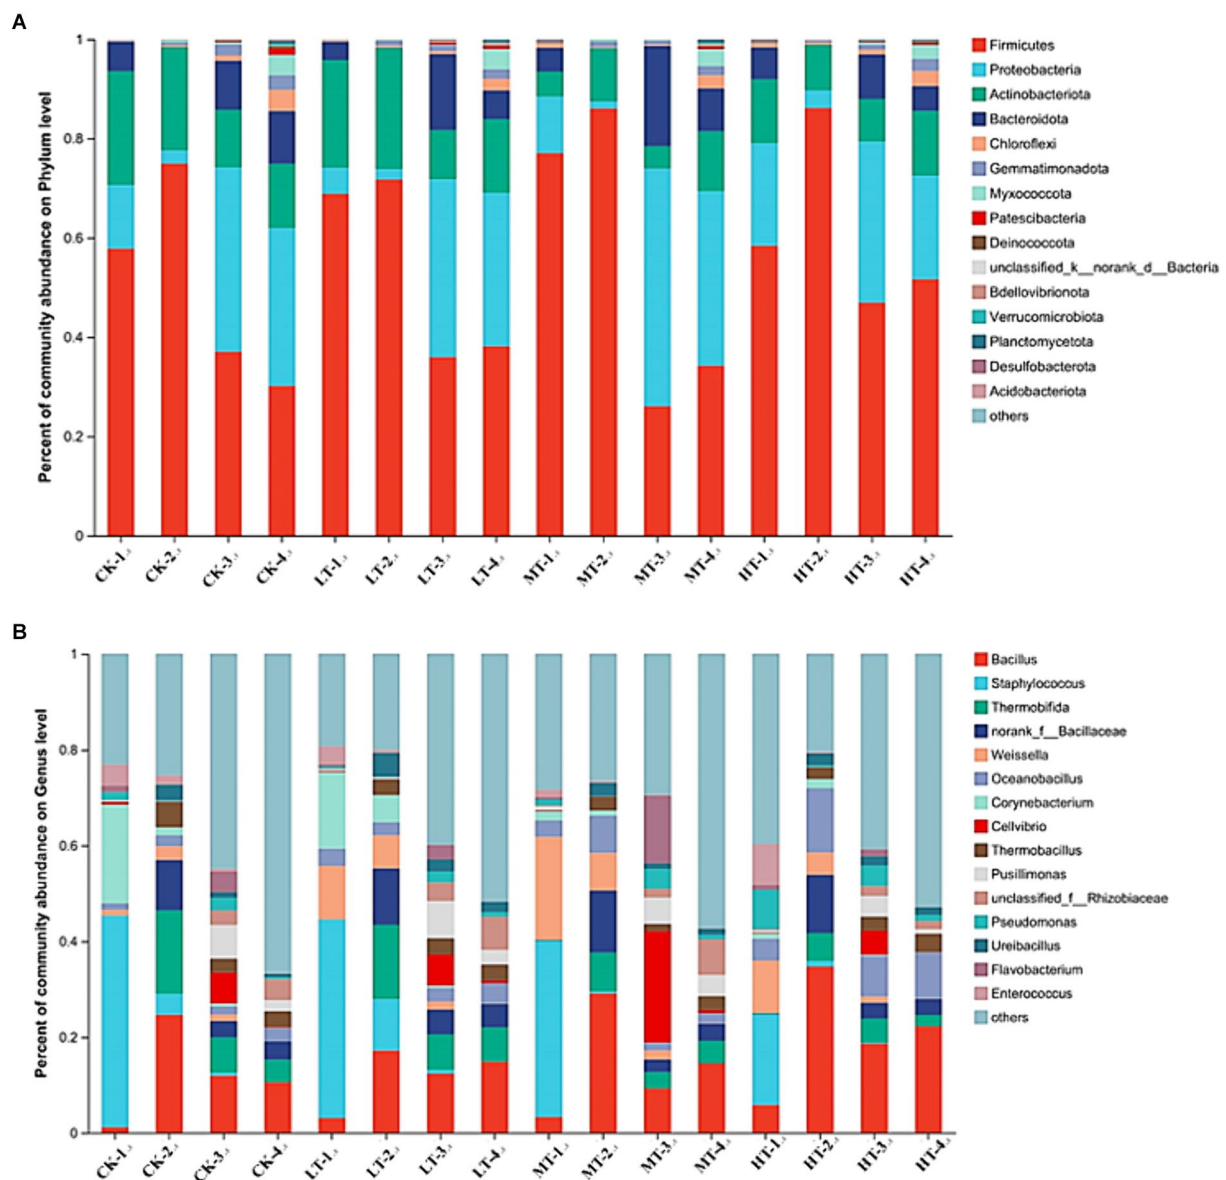 A
Percent of community abundance on Phylum level
1
0.8
0.6
0.4
0.2
0
CK-1
CK-2
CK-3
CK-4
LT-1
LT-2
LT-3
LT-4
MT-1
MT-2
MT-3
MT-4
HT-1
HT-2
HT-3
HT-4
Firmicutes
Proteobacteria
Actinobacteriota
Bacteroidota
Chloroflexi
Gemmatimonadota
Myxococcota
Patescibacteria
Deinococcota
unclassified_k__norank_d__Bacteria
Bdellovibrionota
Verrucomicrobiota
Planctomycetota
Desulfobacterota
Acidobacteriota
others
B
Percent of community abundance on Genus level
1
0.8
0.6
0.4
0.2
0
CK-1
CK-2
CK-3
CK-4
LT-1
LT-2
LT-3
LT-4
MT-1
MT-2
MT-3
MT-4
HT-1
HT-2
HT-3
HT-4
Bacillus
Staphylococcus
Thermobifida
norank_f__Bacillaceae
Weissella
Oceanobacillus
Corynebacterium
Cellvibrio
Thermobacillus
Pusillimonas
unclassified_f__Rhizobiaceae
Pseudomonas
Ureibacillus
Flavobacterium
Enterococcus
others